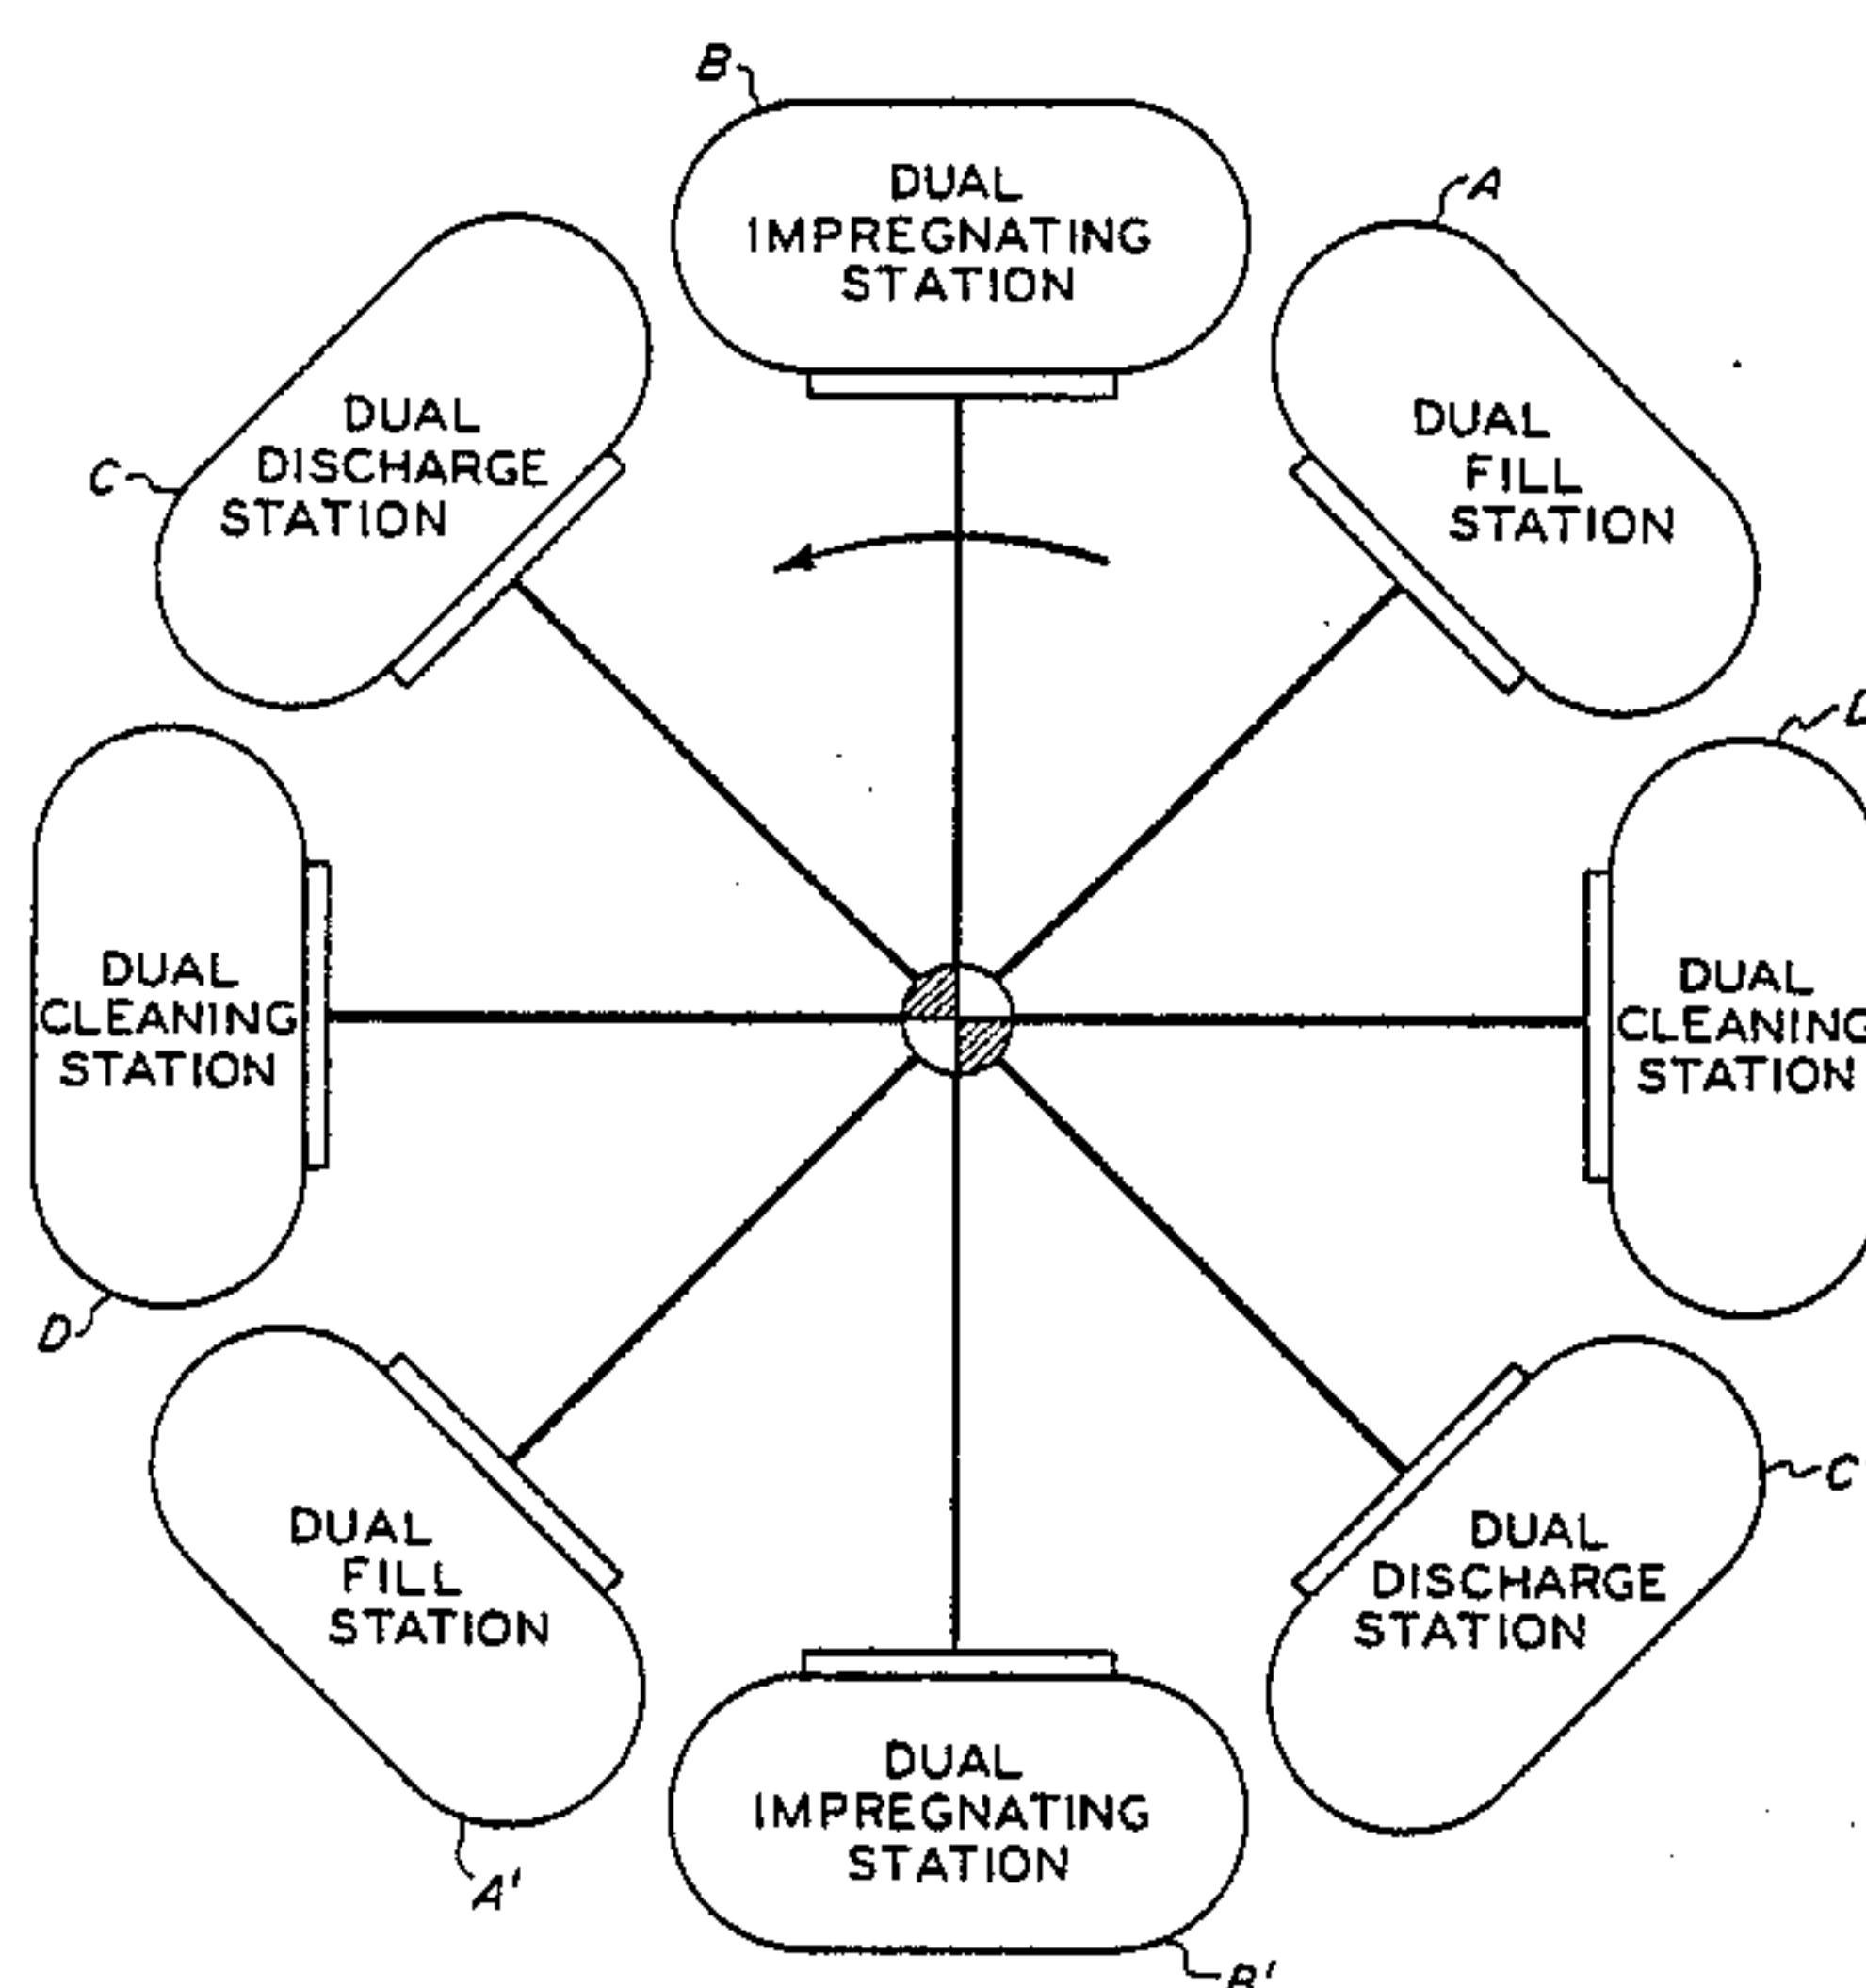 B
DUAL
IMPREGNATING
STATION
A
DUAL
FILL
STATION
C
DUAL
DISCHARGE
STATION
DUAL
CLEANING
STATION
D
DUAL
CLEANING
STATION
A'
DUAL
FILL
STATION
B'
DUAL
IMPREGNATING
STATION
C'
DUAL
DISCHARGE
STATION